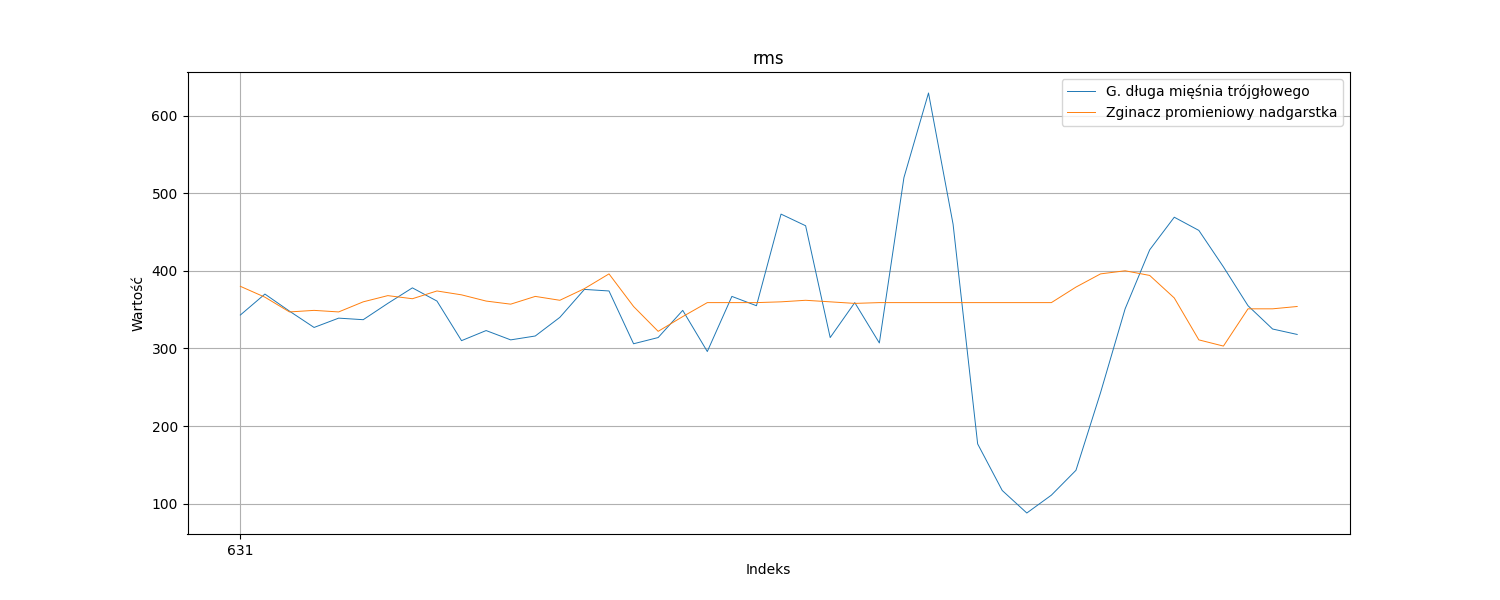 rms
G. długa mięśnia trójgłowego
Zginacz promieniowy nadgarstka
600
500
400
300
200
100
Wartość
631
Indeks